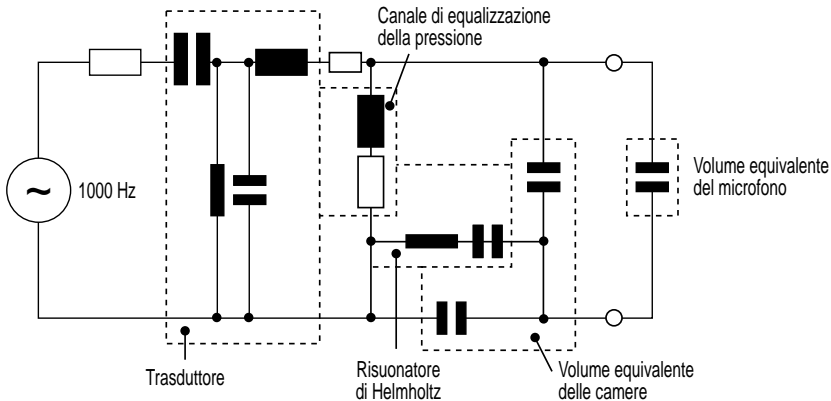 Canale di equalizzazione
della pressione
~
1000 Hz
Volume equivalente
del microfono
Trasduttore
Risuonatore
di Helmholtz
Volume equivalente
delle camere